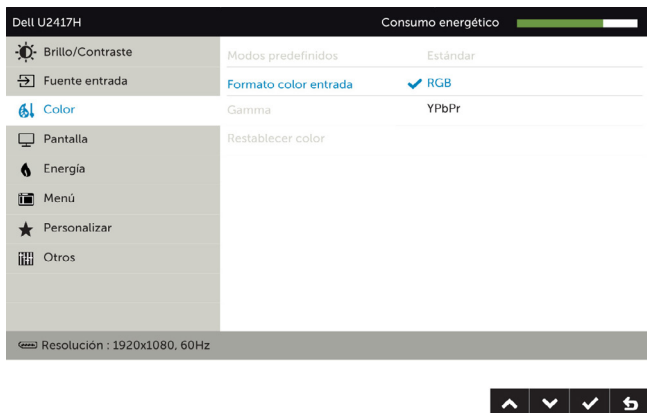 Dell U2417H Consumo energético
Brillo/Contraste
Modos predefinidos Estándar
Fuente entrada
Formato color entrada RGB
Color
Gamma YPbPr
Pantalla
Restablecer color
Energía
Menú
Personalizar
Otros
Resolución : 1920x1080, 60Hz